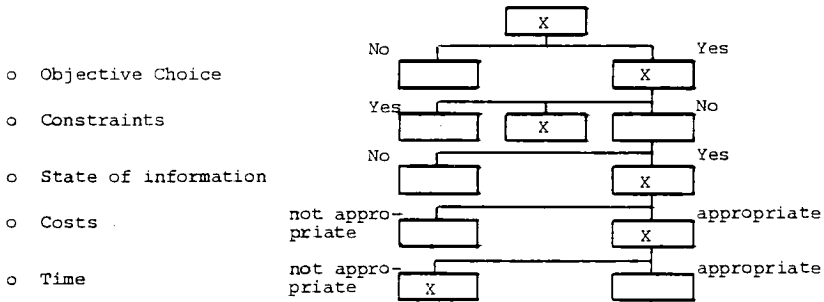 X
No Yes
o Objective Choice X
Yes No
o Constraints X
No Yes
o State of information X
not appro- appropriate
priate
o Costs X
not appro- appropriate
priate
o Time X